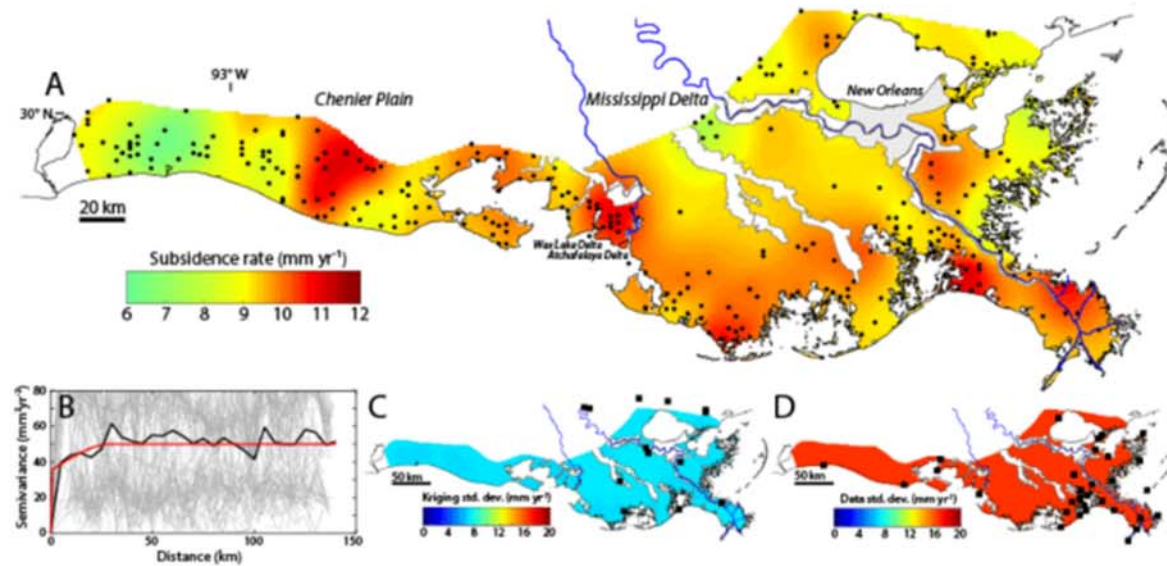 A
93° W
30° N
Chenier Plain
Mississippi Delta
New Orleans
20 km
Wax Lake Delta
Atchafalaya Delta
Subsidence rate (mm yr⁻¹)
6 7 8 9 10 11 12
B
Semivariance (mm² yr⁻²)
80
60
40
20
0
0 50 100 150
Distance (km)
C
50 km
Kriging std. dev. (mm yr⁻¹)
0 4 8 12 16 20
D
50 km
Data std. dev. (mm yr⁻¹)
0 4 8 12 16 20